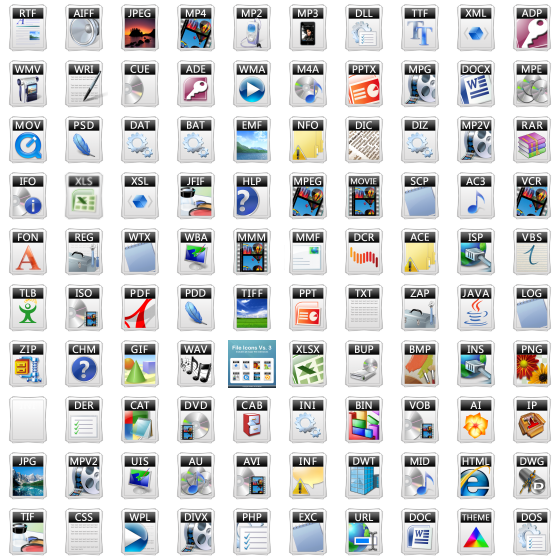 RTF AIFF JPEG MP4 MP2 MP3 DLL TTF XML ADP
WMV WRI CUE ADE WMA M4A PPTX MPG DOCX MPE
MOV PSD DAT BAT EMF NFO DIC DIZ MP2V RAR
IFO XLS XSL JFIF HLP MPEG MOVIE SCP AC3 VCR
FON REG WTX WBA MMM MMF DCR ACE ISP VBS
TLB ISO PDF PDD TIFF PPT TXT ZAP JAVA LOG
ZIP CHM GIF WAV File Icons Vs. 3 XLSX BUP BMP INS PNG
DER CAT DVD CAB INI BIN VOB AI IP
JPG MPV2 UIS AU AVI INF DWT MID HTML DWG
TIF CSS WPL DIVX PHP EXC URL DOC THEME DOS